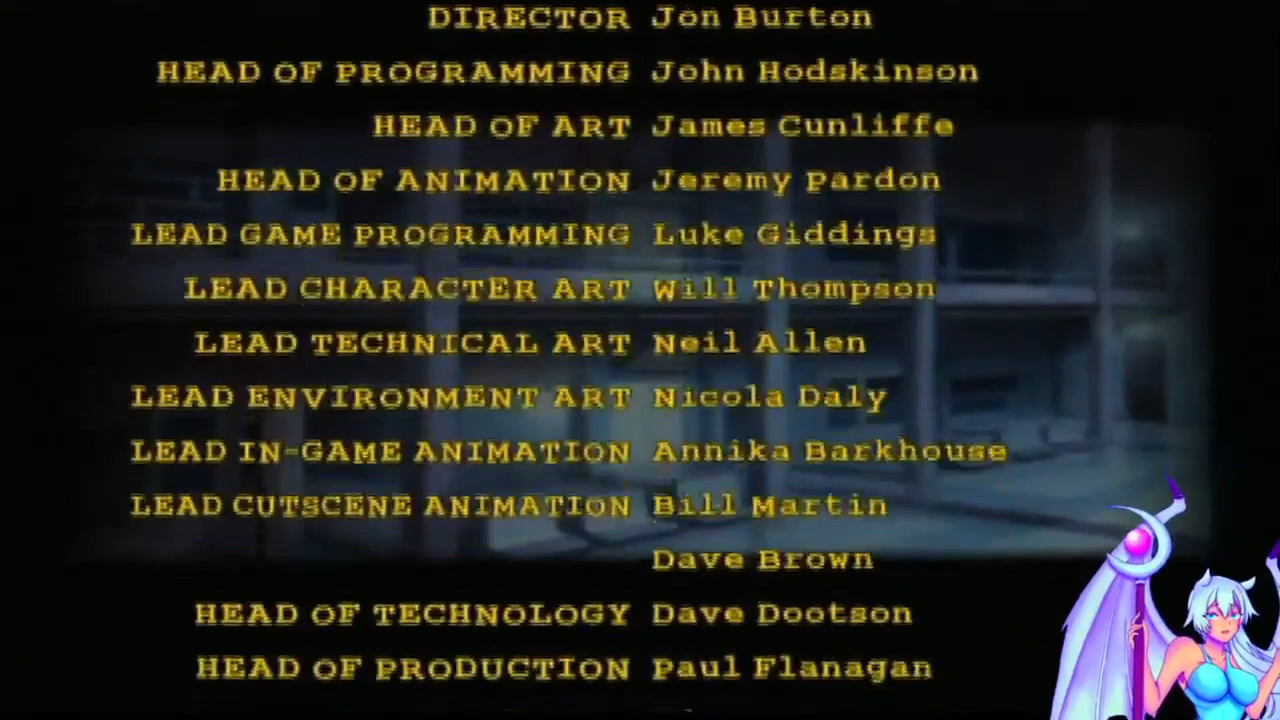 DIRECTOR Jon Burton
HEAD OF PROGRAMMING John Hodskinson
HEAD OF ART James Cunliffe
HEAD OF ANIMATION Jeremy Pardon
LEAD GAME PROGRAMMING Luke Giddings
LEAD CHARACTER ART Will Thompson
LEAD TECHNICAL ART Neil Allen
LEAD ENVIRONMENT ART Nicola Daly
LEAD IN-GAME ANIMATION Annika Barkhouse
LEAD CUTSCENE ANIMATION Bill Martin
Dave Brown
HEAD OF TECHNOLOGY Dave Dootson
HEAD OF PRODUCTION Paul Flanagan